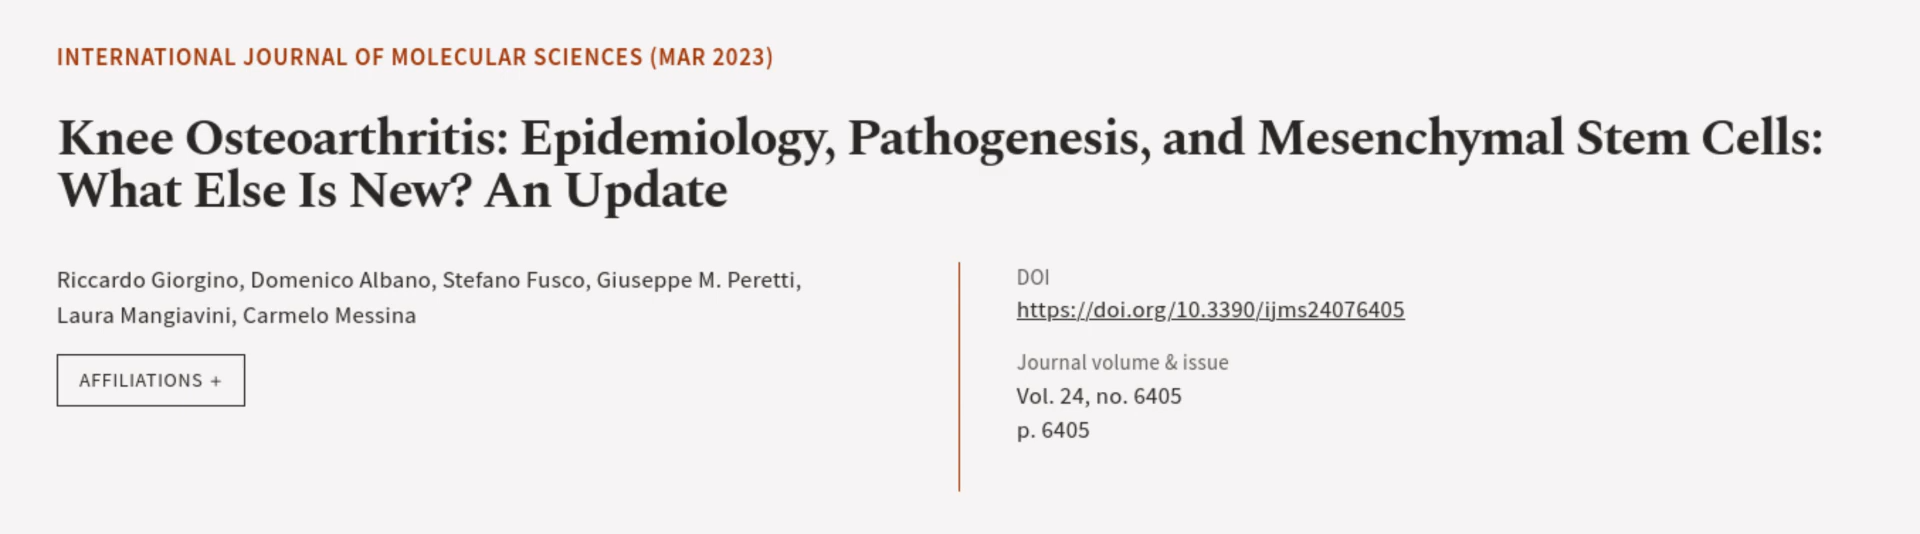 INTERNATIONAL JOURNAL OF MOLECULAR SCIENCES (MAR 2023)
Knee Osteoarthritis: Epidemiology, Pathogenesis, and Mesenchymal Stem Cells:
What Else Is New? An Update
Riccardo Giorgino, Domenico Albano, Stefano Fusco, Giuseppe M. Peretti,
Laura Mangiavini, Carmelo Messina
AFFILIATIONS +
DOI
https://doi.org/10.3390/ijms24076405
Journal volume & issue
Vol. 24, no. 6405
p. 6405